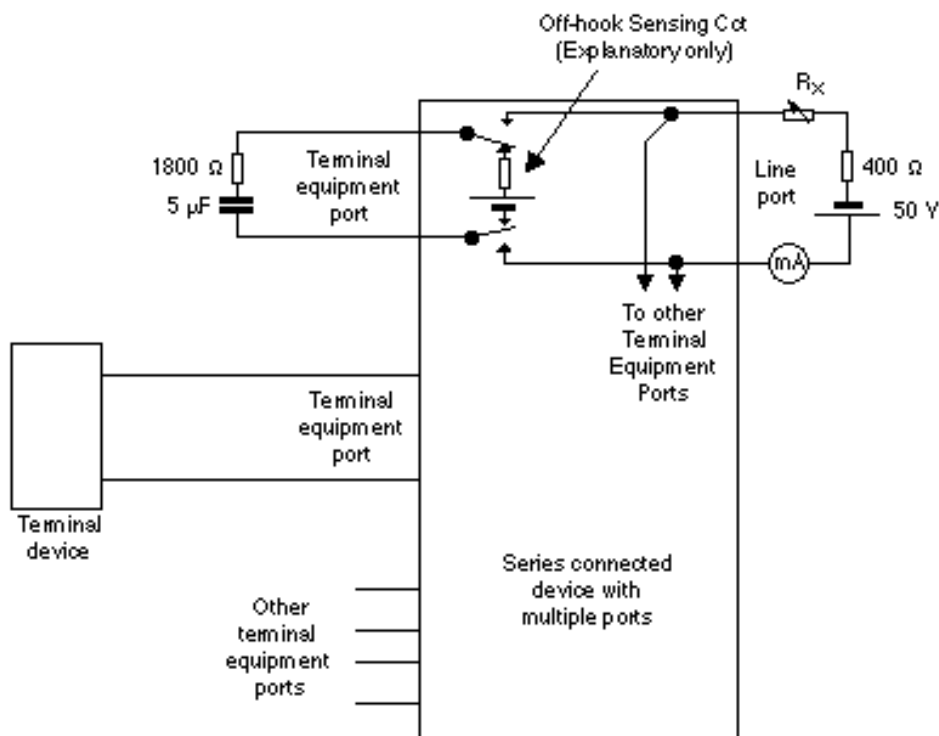 Off-hook Sensing Cct
(Explanatory only)
RX
1800 Ω
5 µF
Terminal
equipment
port
Line
port
400 Ω
50 V
mA
To other
Terminal
Equipment
Ports
Terminal
equipment
port
Terminal
device
Series connected
device with
multiple ports
Other
terminal
equipment
ports